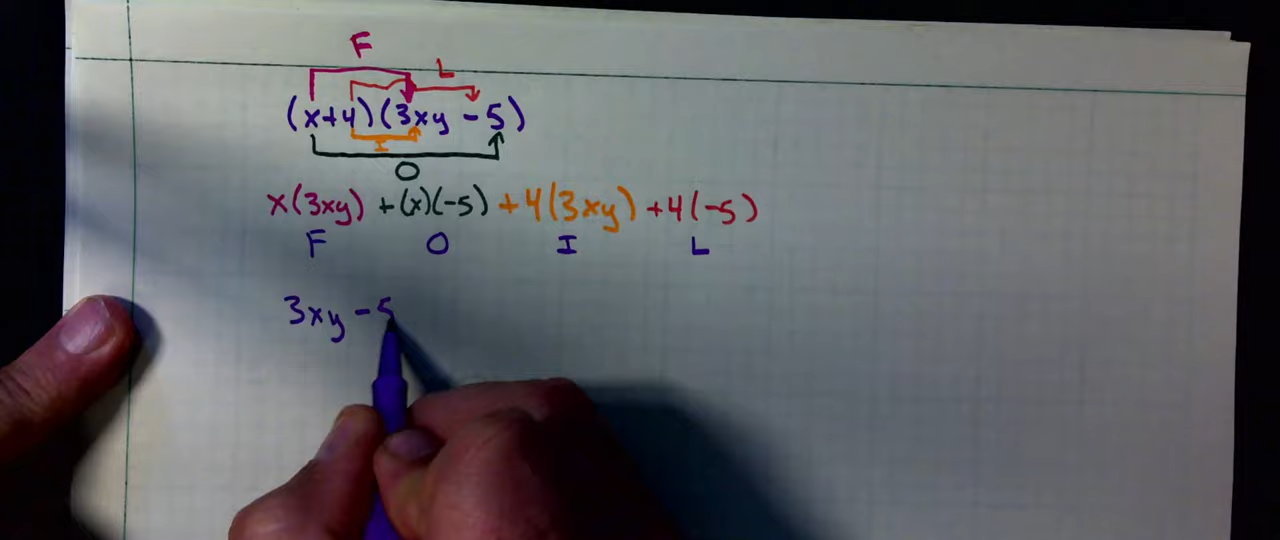 F
L
(x+4)(3xy - 5)
I
O
x(3xy) +(x)(-5) +4(3xy) +4(-5)
F O I L
3xy - 5